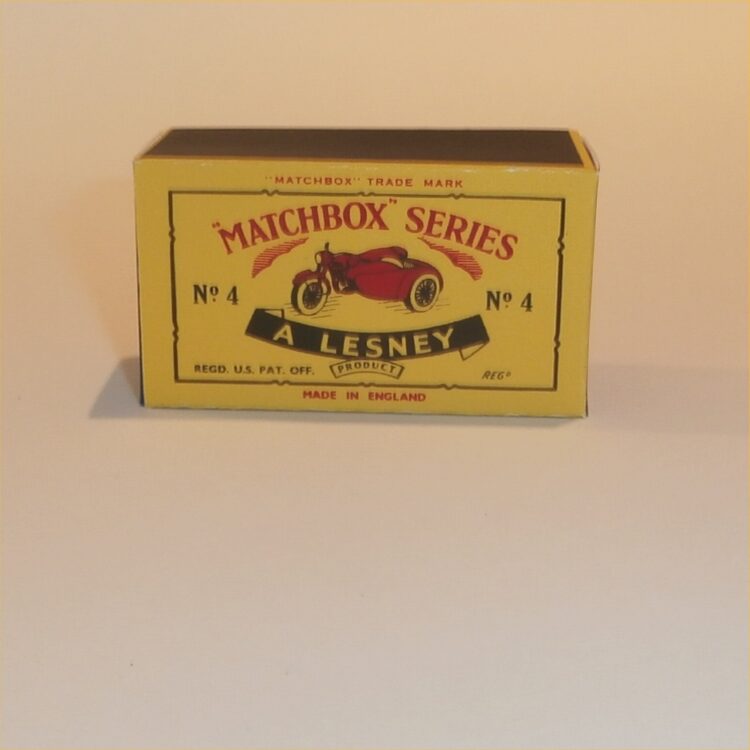 "MATCHBOX" TRADE MARK
"MATCHBOX" SERIES
Nº 4 Nº 4
A LESNEY
PRODUCT
REGD. U.S. PAT. OFF. REGD
MADE IN ENGLAND